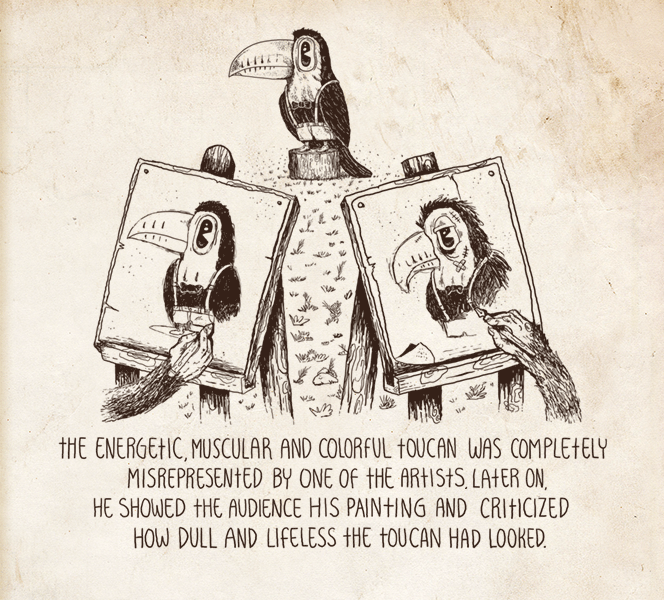 THE ENERGETIC, MUSCULAR AND COLORFUL TOUCAN WAS COMPLETELY
MISREPRESENTED BY ONE OF THE ARTISTS. LATER ON,
HE SHOWED THE AUDIENCE HIS PAINTING AND CRITICIZED
HOW DULL AND LIFELESS THE TOUCAN HAD LOOKED.